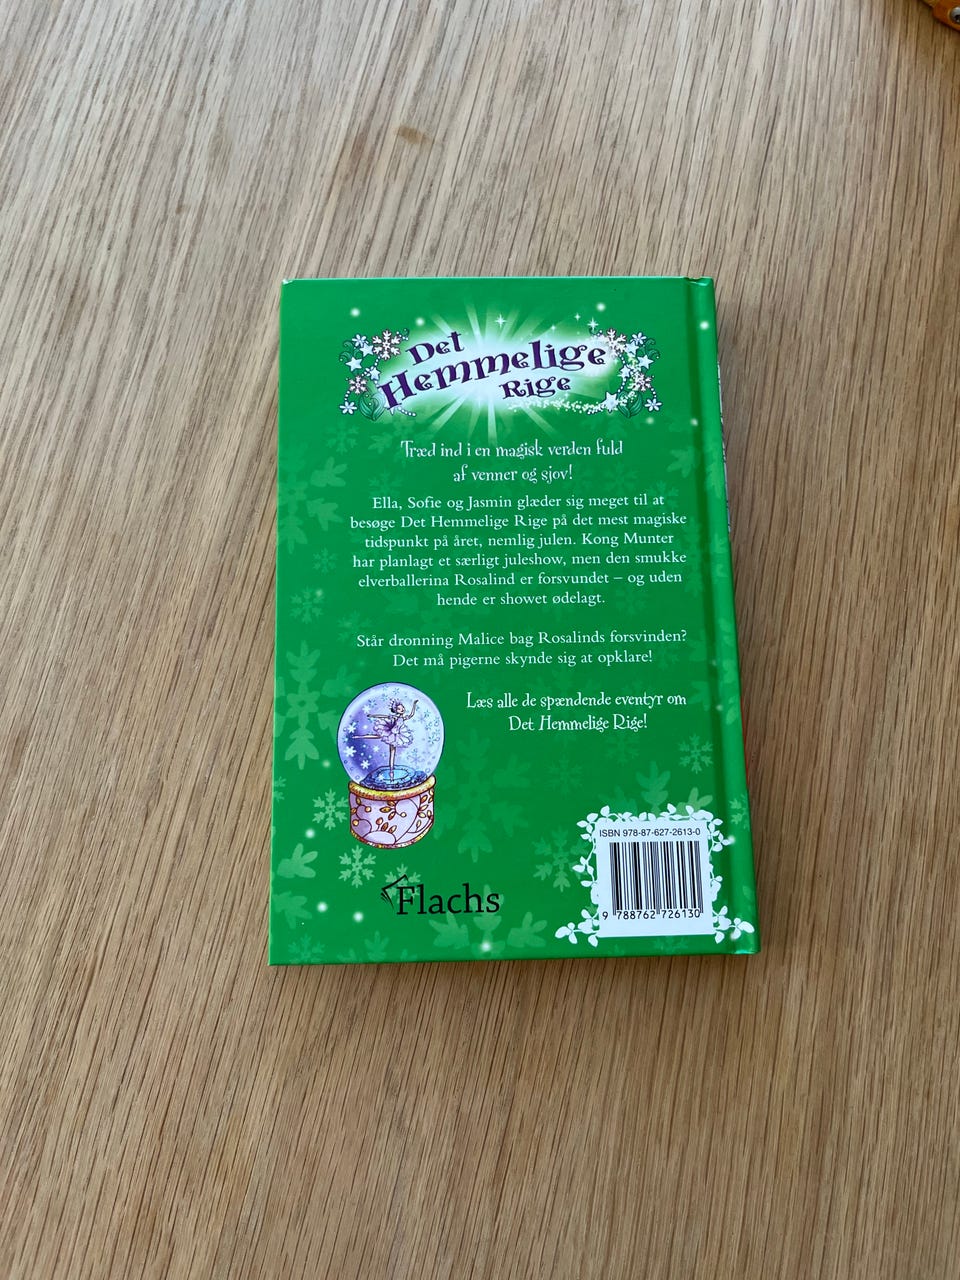 Det
Hemmelige
Rige
Træd ind i en magisk verden fuld
af venner og sjov!
Ella, Sofie og Jasmin glæder sig meget til at
besøge Det Hemmelige Rige på det mest magiske
tidspunkt på året, nemlig julen. Kong Munter
har planlagt et særligt juleshow, men den smukke
elverballerina Rosalind er forsvundet – og uden
hende er showet ødelagt.
Står dronning Malice bag Rosalinds forsvinden?
Det må pigerne skynde sig at opklare!
Læs alle de spændende eventyr om
Det Hemmelige Rige!
ISBN 978-87-627-2613-0
9 788762 726130
Flachs